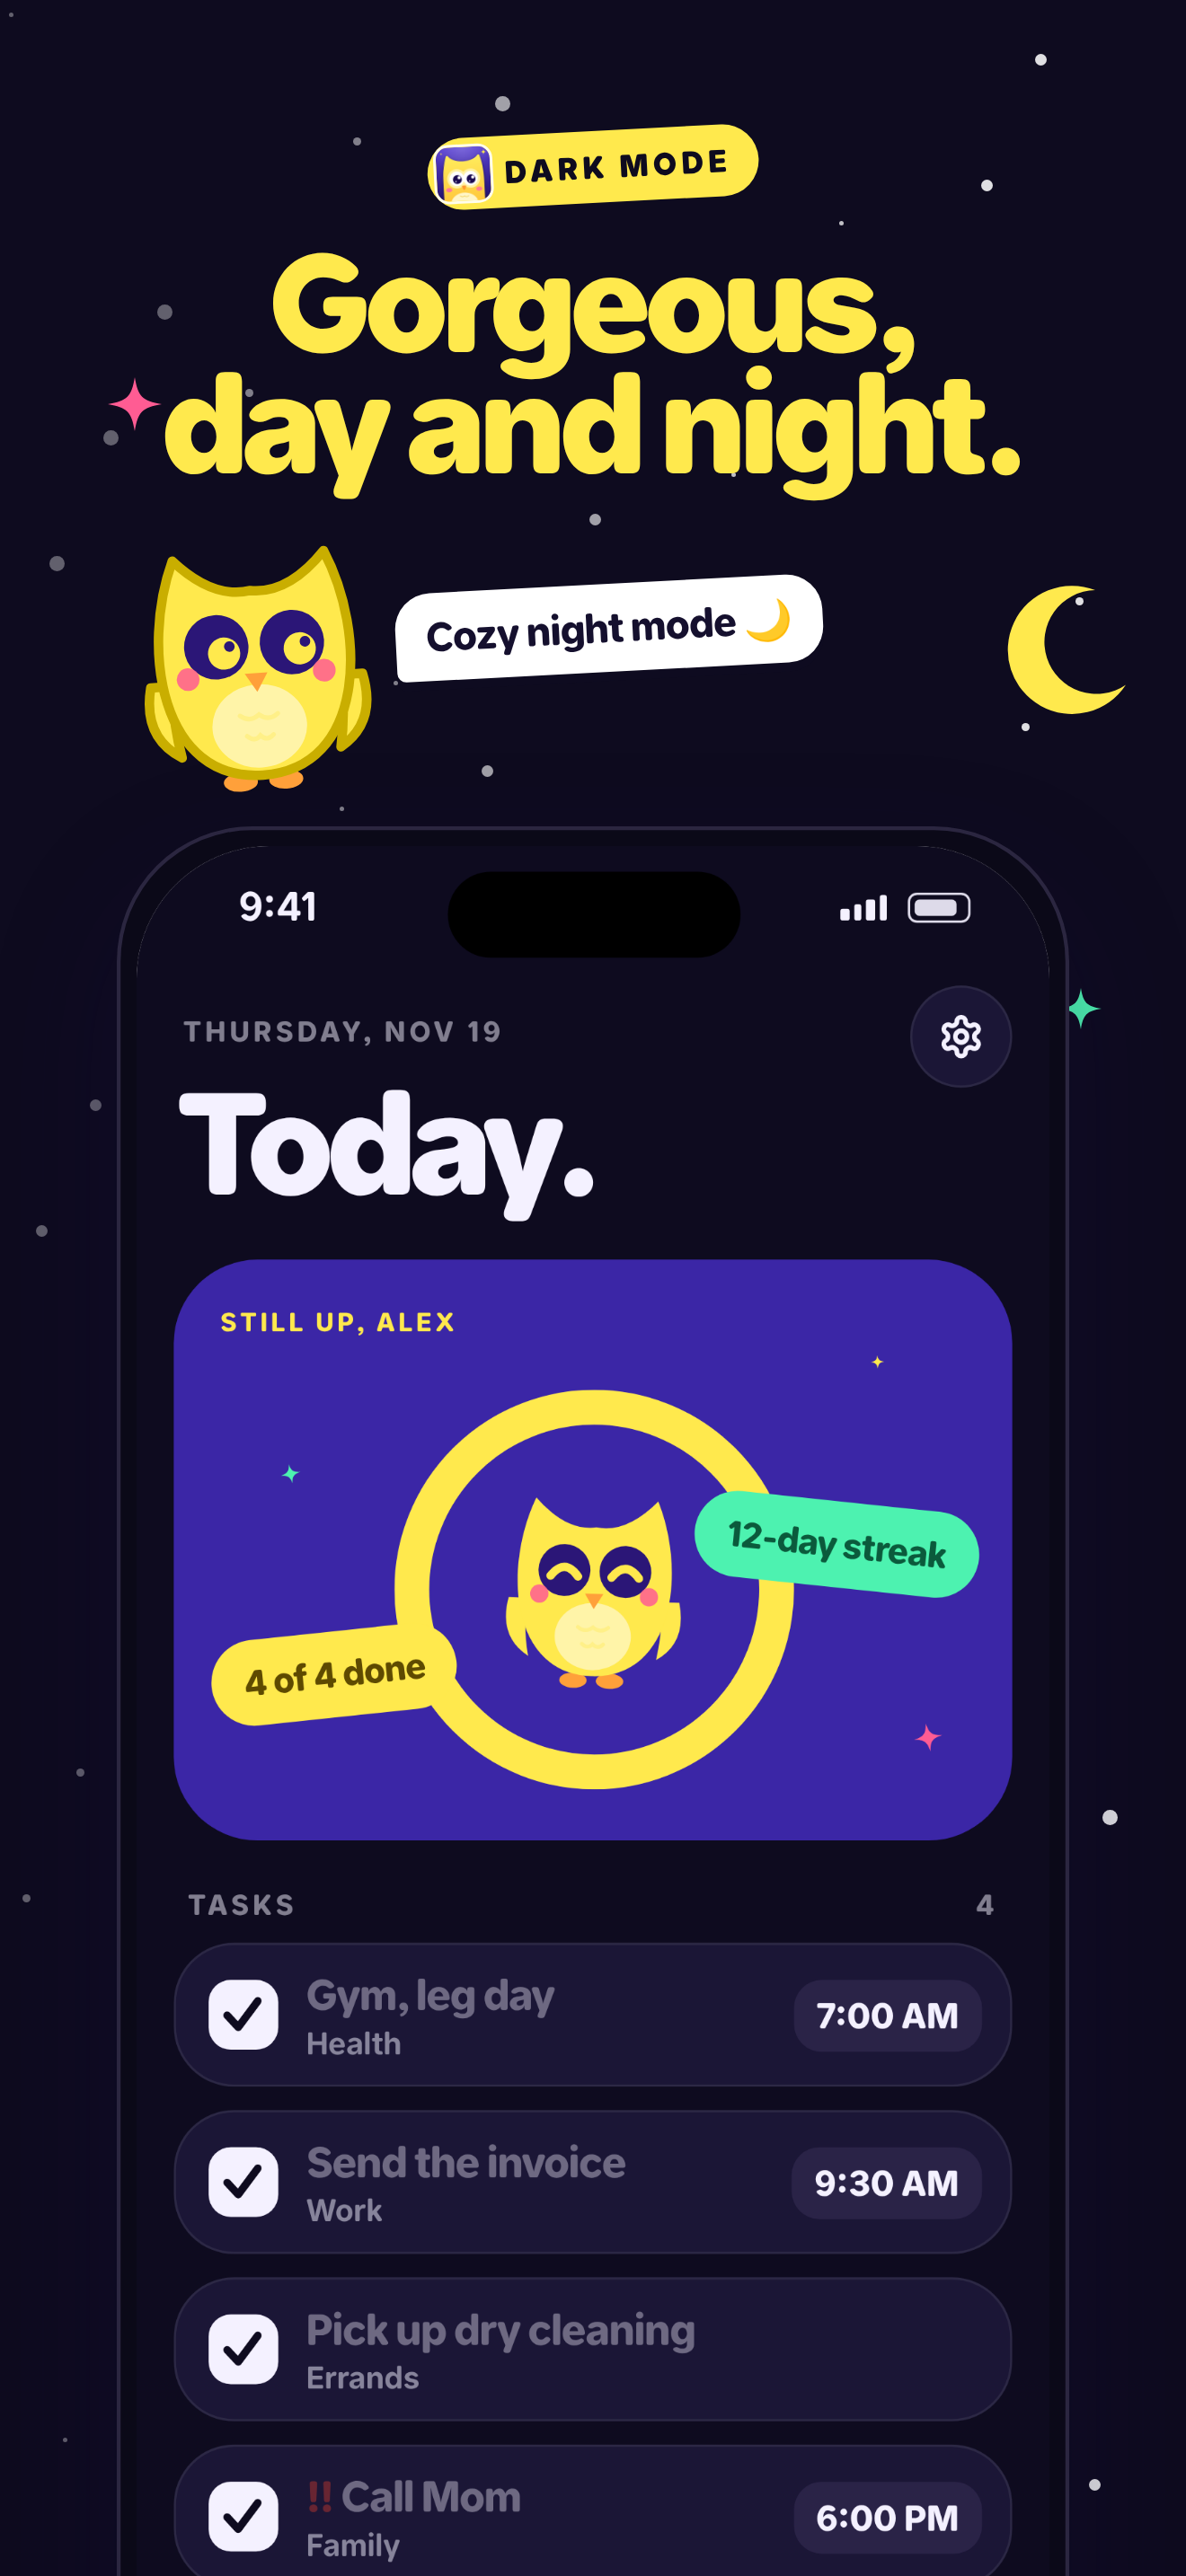 DARK MODE
Gorgeous,
day and night.
Cozy night mode 🌙
9:41
THURSDAY, NOV 19
Today.
STILL UP, ALEX
12-day streak
4 of 4 done
TASKS 4
Gym, leg day
Health
7:00 AM
Send the invoice
Work
9:30 AM
Pick up dry cleaning
Errands
!! Call Mom
Family
6:00 PM